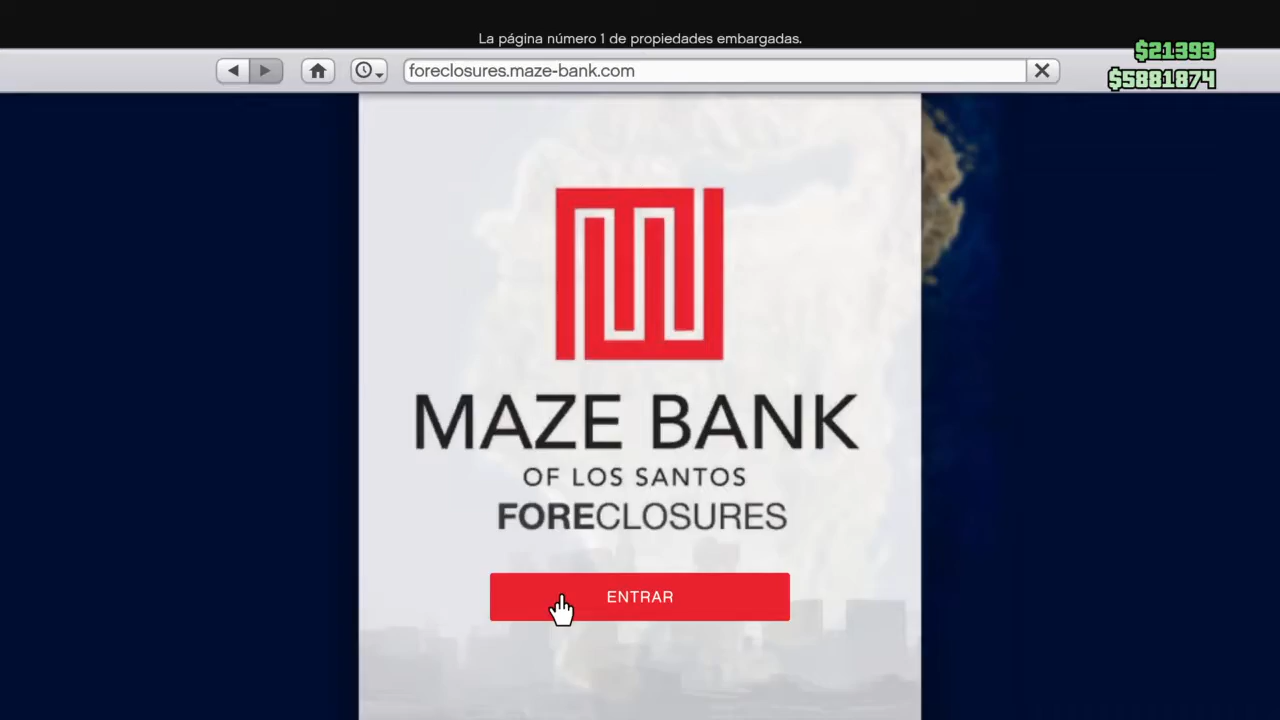 La página número 1 de propiedades embargadas.
foreclosures.maze-bank.com
$21393
$5881874
MAZE BANK
OF LOS SANTOS
FORECLOSURES
ENTRAR